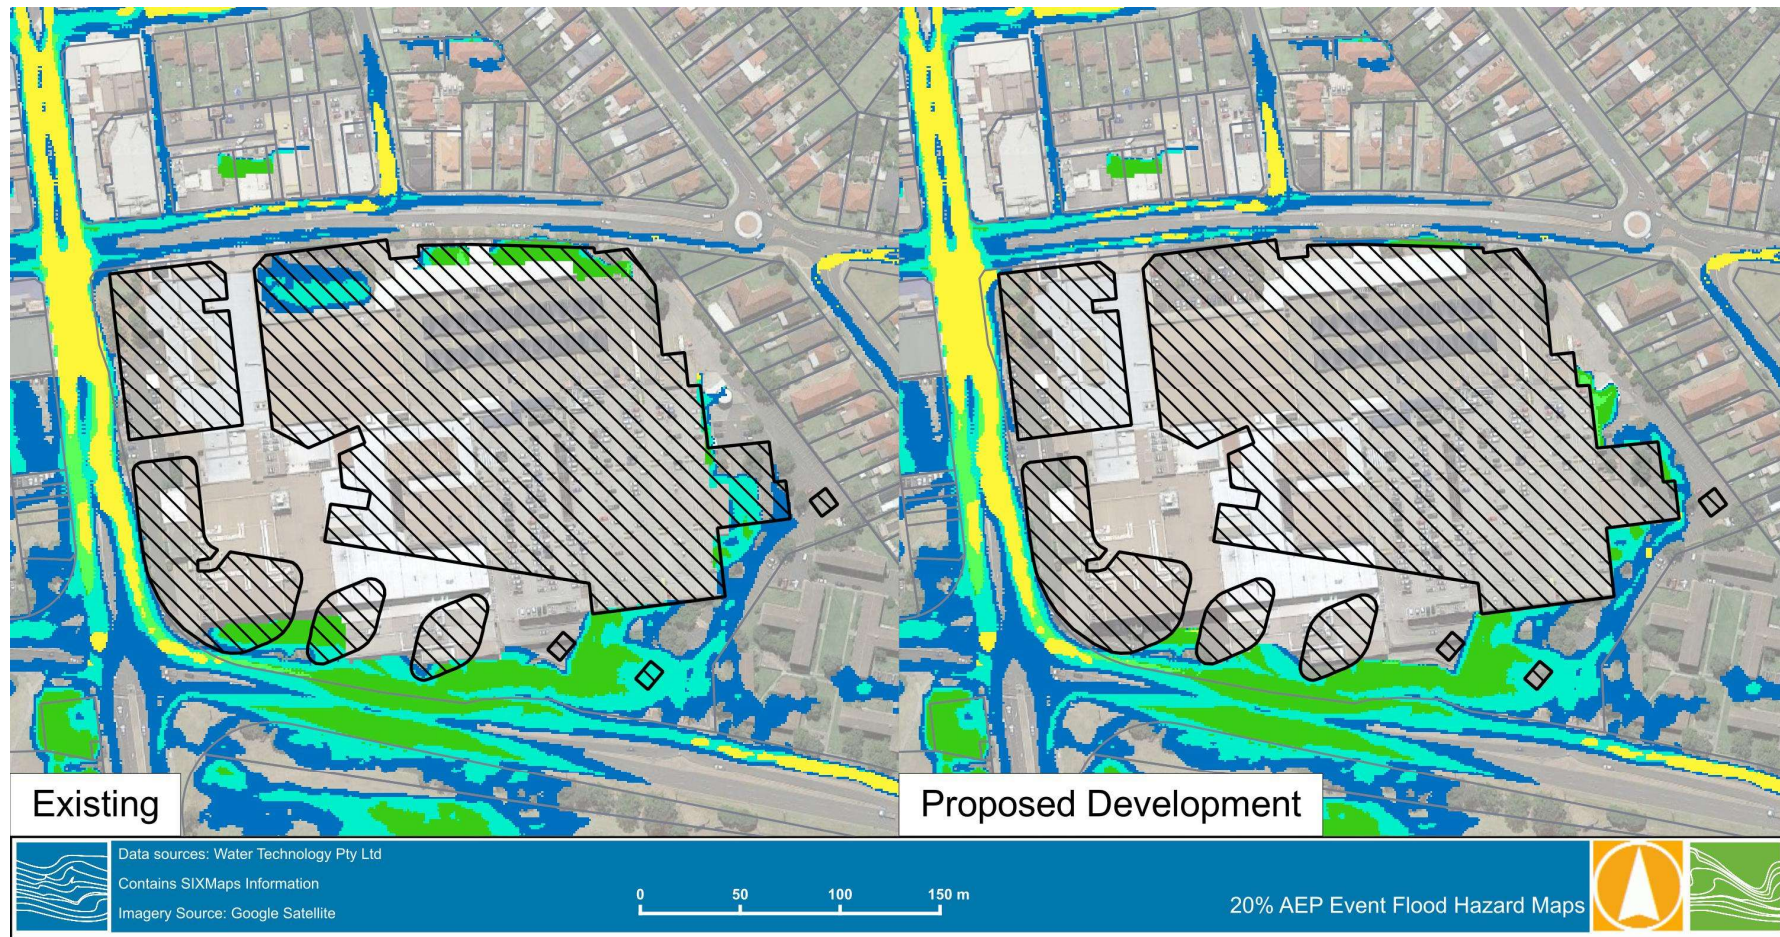 Existing
Proposed Development
Data sources: Water Technology Pty Ltd
Contains SIXMaps Information
Imagery Source: Google Satellite
0 50 100 150 m
20% AEP Event Flood Hazard Maps